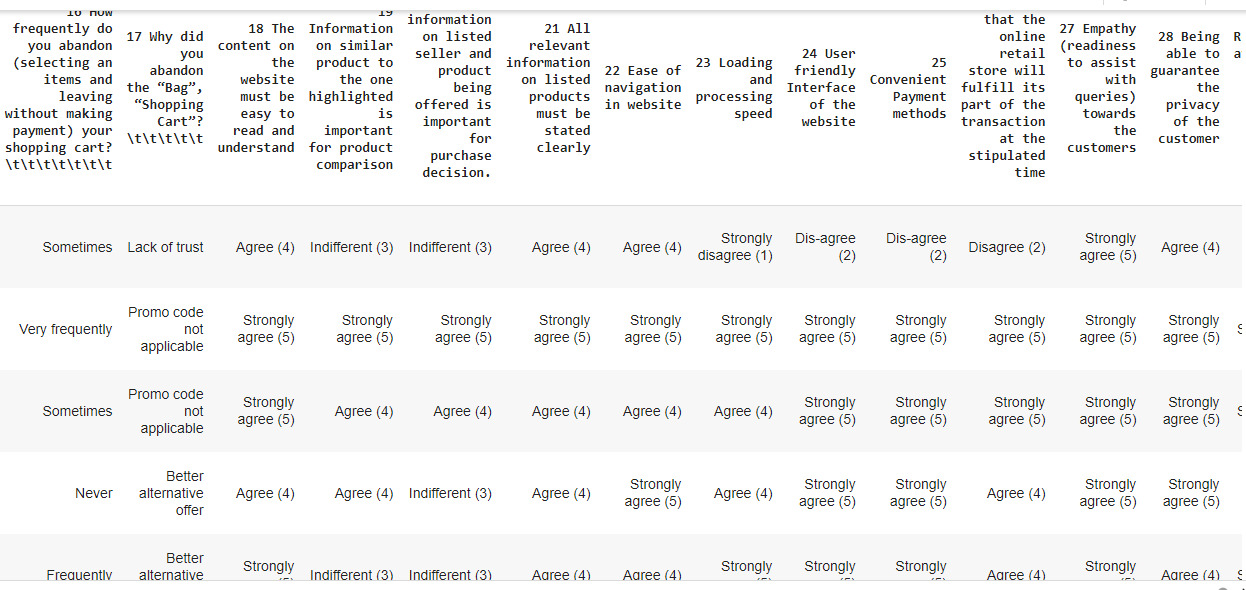 16 How
frequently do
you abandon
(selecting an
items and
leaving
without making
payment) your
shopping cart?
\t\t\t\t\t\t\t
17 Why did
you
abandon
the “Bag”,
“Shopping
Cart”?
\t\t\t\t\t
18 The
content on
the
website
must be
easy to
read and
understand
19
Information
on similar
product to
the one
highlighted
is
important
for product
comparison
information
on listed
seller and
product
being
offered is
important
for
purchase
decision.
21 All
relevant
information
on listed
products
must be
stated
clearly
22 Ease of
navigation
in website
23 Loading
and
processing
speed
24 User
friendly
Interface
of the
website
25
Convenient
Payment
methods
that the
online
retail
store will
fulfill its
part of the
transaction
at the
stipulated
time
27 Empathy
(readiness
to assist
with
queries)
towards
the
customers
28 Being
able to
guarantee
the
privacy
of the
customer
R
a
Sometimes
Lack of trust
Agree (4)
Indifferent (3)
Indifferent (3)
Agree (4)
Agree (4)
Strongly
disagree (1)
Dis-agree
(2)
Dis-agree
(2)
Disagree (2)
Strongly
agree (5)
Agree (4)
Very frequently
Promo code
not
applicable
Strongly
agree (5)
Strongly
agree (5)
Strongly
agree (5)
Strongly
agree (5)
Strongly
agree (5)
Strongly
agree (5)
Strongly
agree (5)
Strongly
agree (5)
Strongly
agree (5)
Strongly
agree (5)
Strongly
agree (5)
Sometimes
Promo code
not
applicable
Strongly
agree (5)
Agree (4)
Agree (4)
Agree (4)
Agree (4)
Agree (4)
Strongly
agree (5)
Strongly
agree (5)
Strongly
agree (5)
Strongly
agree (5)
Strongly
agree (5)
Never
Better
alternative
offer
Agree (4)
Agree (4)
Indifferent (3)
Agree (4)
Strongly
agree (5)
Agree (4)
Strongly
agree (5)
Strongly
agree (5)
Agree (4)
Strongly
agree (5)
Strongly
agree (5)
Frequently
Better
alternative
Strongly
Indifferent (3)
Indifferent (3)
Agree (4)
Agree (4)
Strongly
Strongly
Strongly
Agree (4)
Strongly
Agree (4)